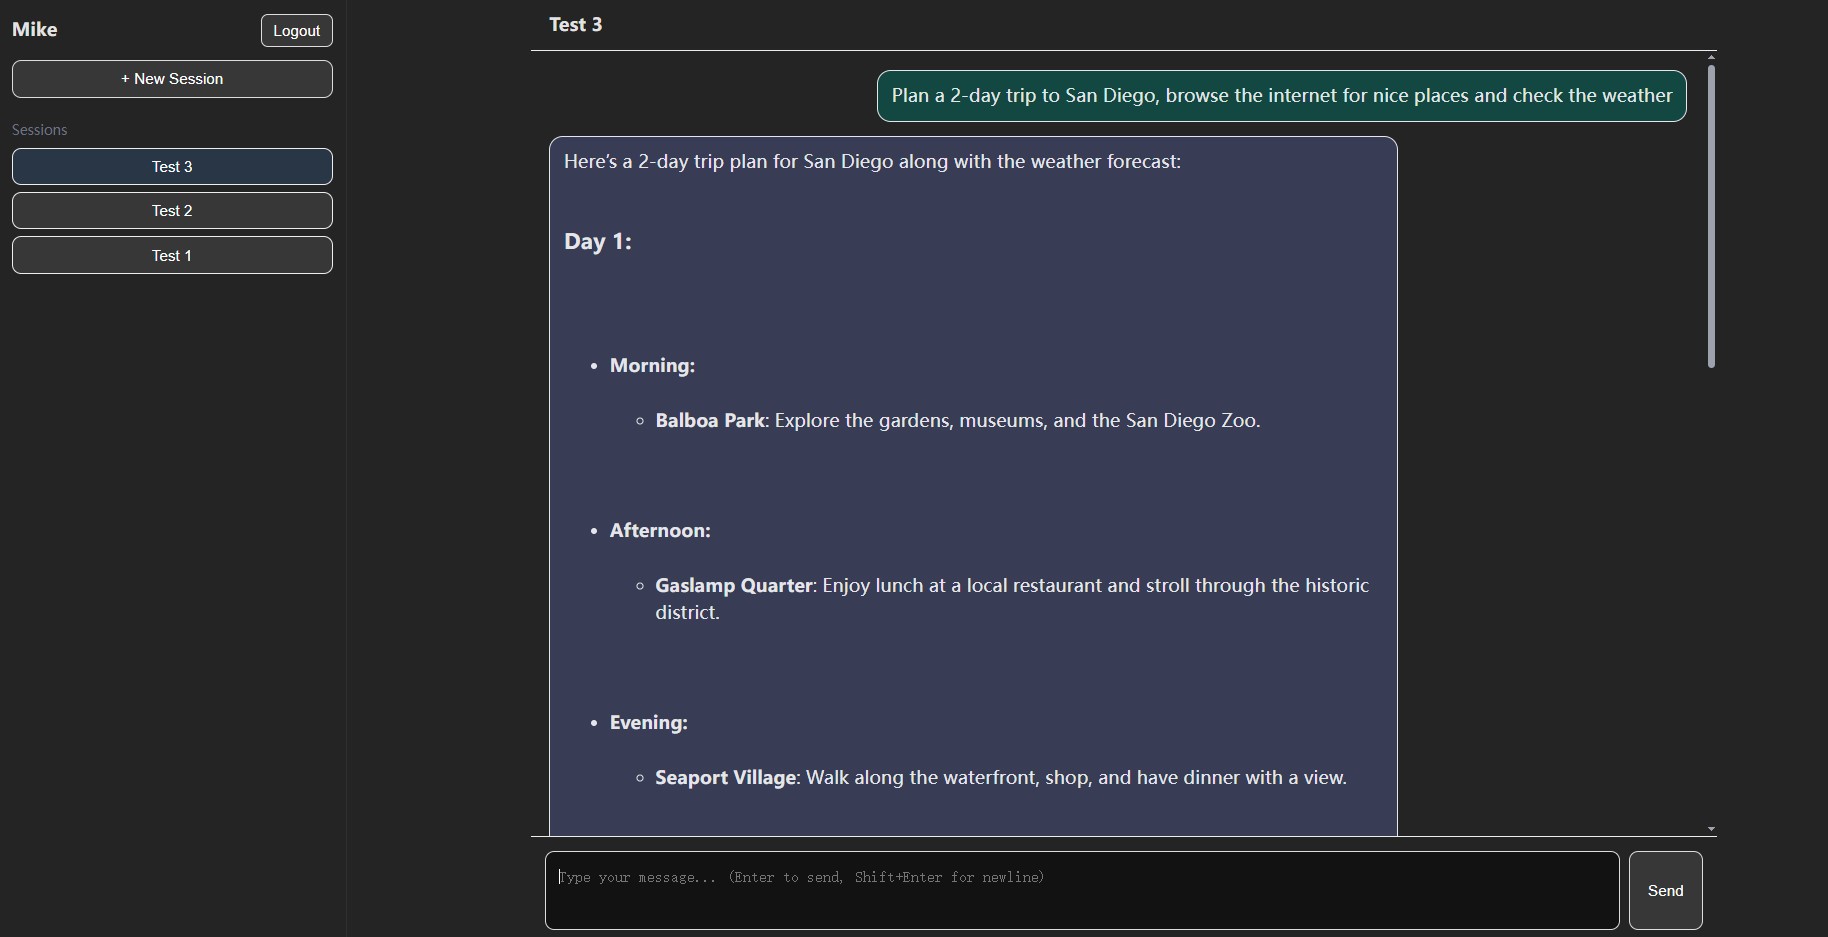 Mike
Logout
+ New Session
Sessions
Test 3
Test 2
Test 1
Test 3
Plan a 2-day trip to San Diego, browse the internet for nice places and check the weather
Here’s a 2-day trip plan for San Diego along with the weather forecast:
Day 1:
• Morning:
◦ Balboa Park: Explore the gardens, museums, and the San Diego Zoo.
• Afternoon:
◦ Gaslamp Quarter: Enjoy lunch at a local restaurant and stroll through the historic
district.
• Evening:
◦ Seaport Village: Walk along the waterfront, shop, and have dinner with a view.
Type your message... (Enter to send, Shift+Enter for newline)
Send